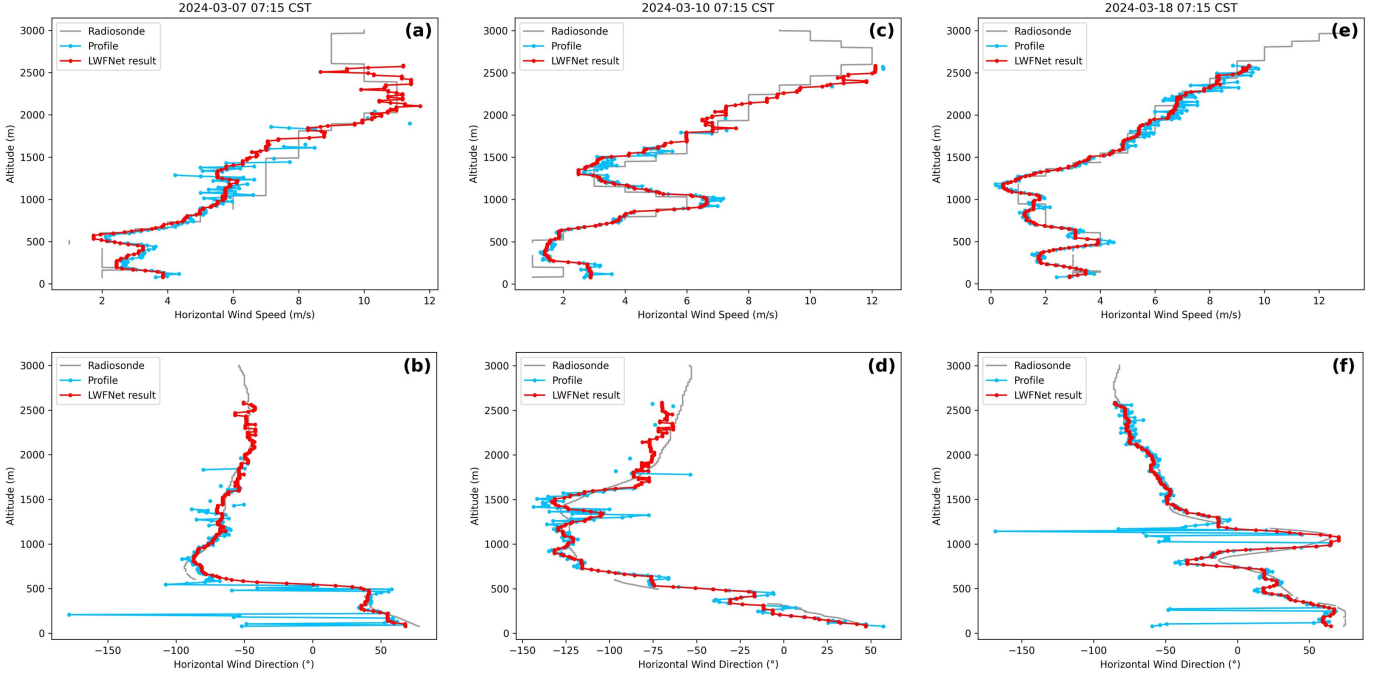 2024-03-07 07:15 CST
(a)
Radiosonde
Profile
LWFNet result
Altitude (m)
3000
2500
2000
1500
1000
500
0
2 4 6 8 10 12
Horizontal Wind Speed (m/s)
2024-03-10 07:15 CST
(c)
Radiosonde
Profile
LWFNet result
Altitude (m)
3000
2500
2000
1500
1000
500
0
2 4 6 8 10 12
Horizontal Wind Speed (m/s)
2024-03-18 07:15 CST
(e)
Radiosonde
Profile
LWFNet result
Altitude (m)
3000
2500
2000
1500
1000
500
0
0 2 4 6 8 10 12
Horizontal Wind Speed (m/s)
(b)
Radiosonde
Profile
LWFNet result
Altitude (m)
3000
2500
2000
1500
1000
500
0
−150 −100 −50 0 50
Horizontal Wind Direction (°)
(d)
Radiosonde
Profile
LWFNet result
Altitude (m)
3000
2500
2000
1500
1000
500
0
−150 −125 −100 −75 −50 −25 0 25 50
Horizontal Wind Direction (°)
(f)
Radiosonde
Profile
LWFNet result
Altitude (m)
3000
2500
2000
1500
1000
500
0
−150 −100 −50 0 50
Horizontal Wind Direction (°)